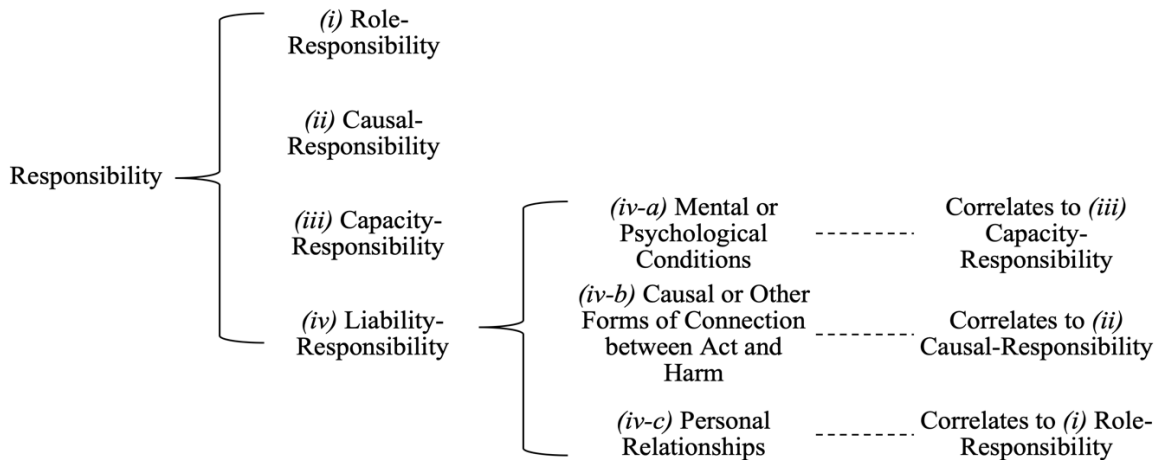 Responsibility
(i) Role-
Responsibility
(ii) Causal-
Responsibility
(iii) Capacity-
Responsibility
(iv) Liability-
Responsibility
(iv-a) Mental or
Psychological
Conditions
Correlates to (iii)
Capacity-
Responsibility
(iv-b) Causal or Other
Forms of Connection
between Act and
Harm
Correlates to (ii)
Causal-Responsibility
(iv-c) Personal
Relationships
Correlates to (i) Role-
Responsibility